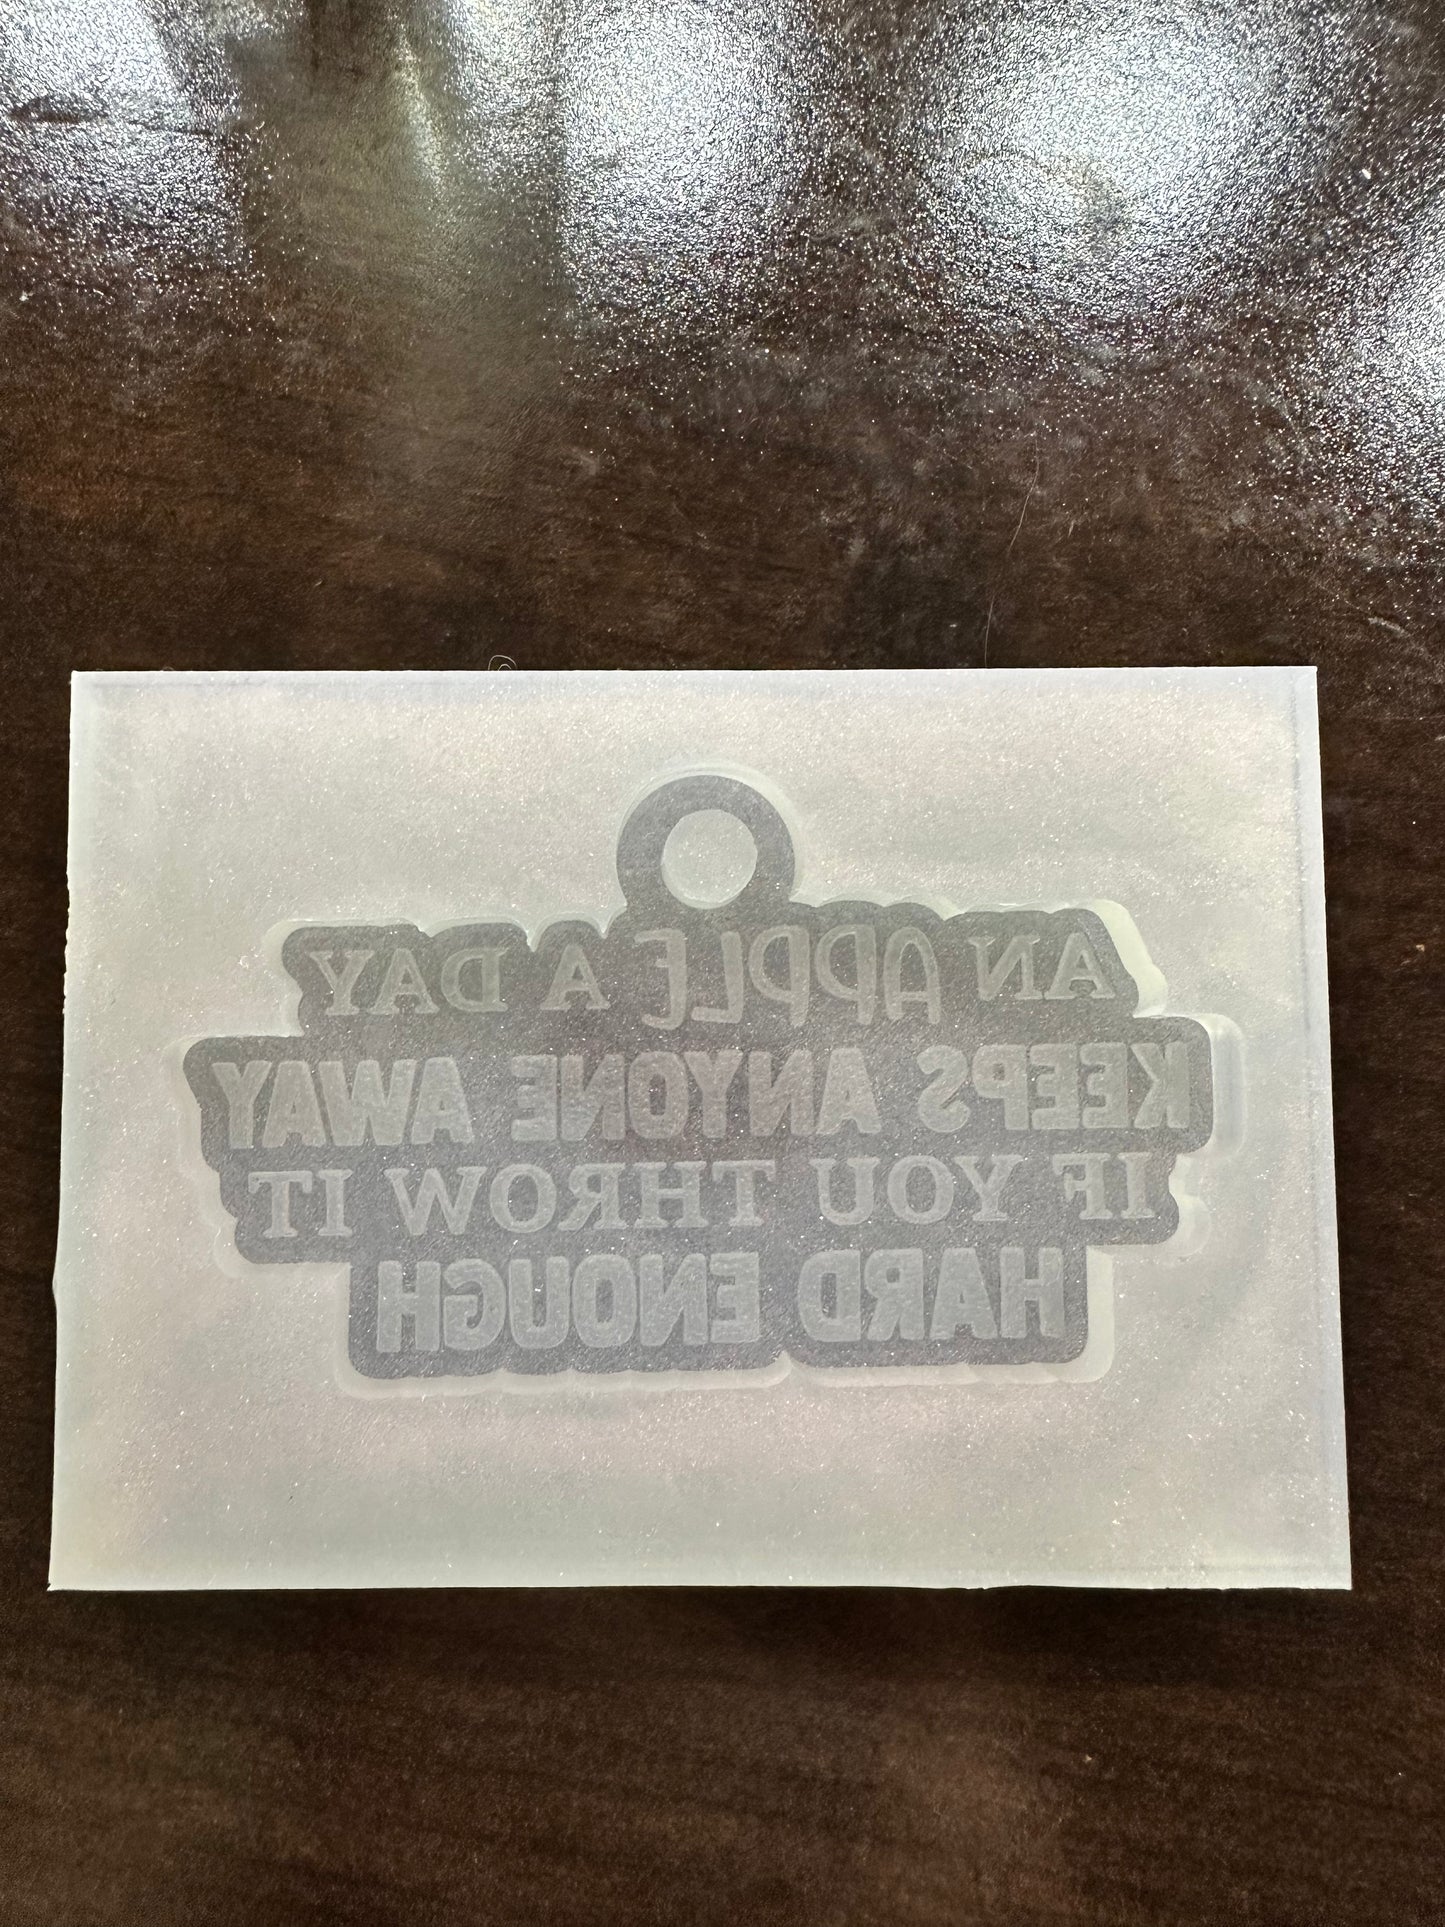 AN APPLE A DAY
KEEPS ANYONE AWAY
IF YOU THROW IT
HARD ENOUGH